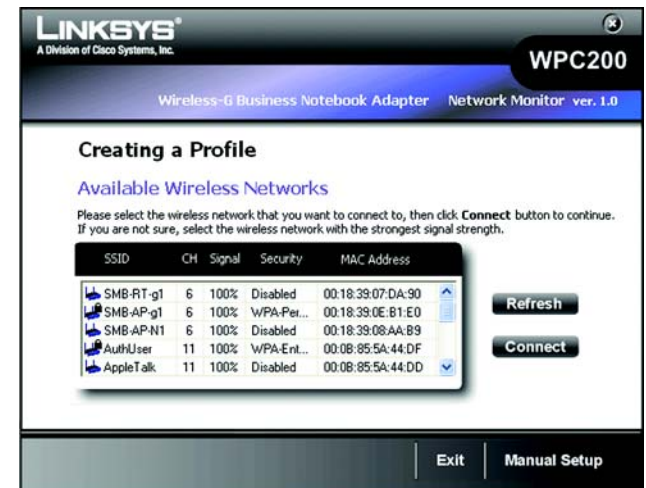 LINKSYS®
A Division of Cisco Systems, Inc.
WPC200
Wireless-G Business Notebook Adapter Network Monitor ver. 1.0
Creating a Profile
Available Wireless Networks
Please select the wireless network that you want to connect to, then click Connect button to continue.
If you are not sure, select the wireless network with the strongest signal strength.
SSID CH Signal Security MAC Address
SMB-RT-g1 6 100% Disabled 00:18:39:07:DA:90
SMB-AP-g1 6 100% WPA-Per... 00:18:39:0E:B1:E0
SMB-AP-N1 6 100% Disabled 00:18:39:08:AA:B9
AuthUser 11 100% WPA-Ent... 00:0B:85:5A:44:DF
AppleTalk 11 100% Disabled 00:0B:85:5A:44:DD
Refresh
Connect
Exit Manual Setup